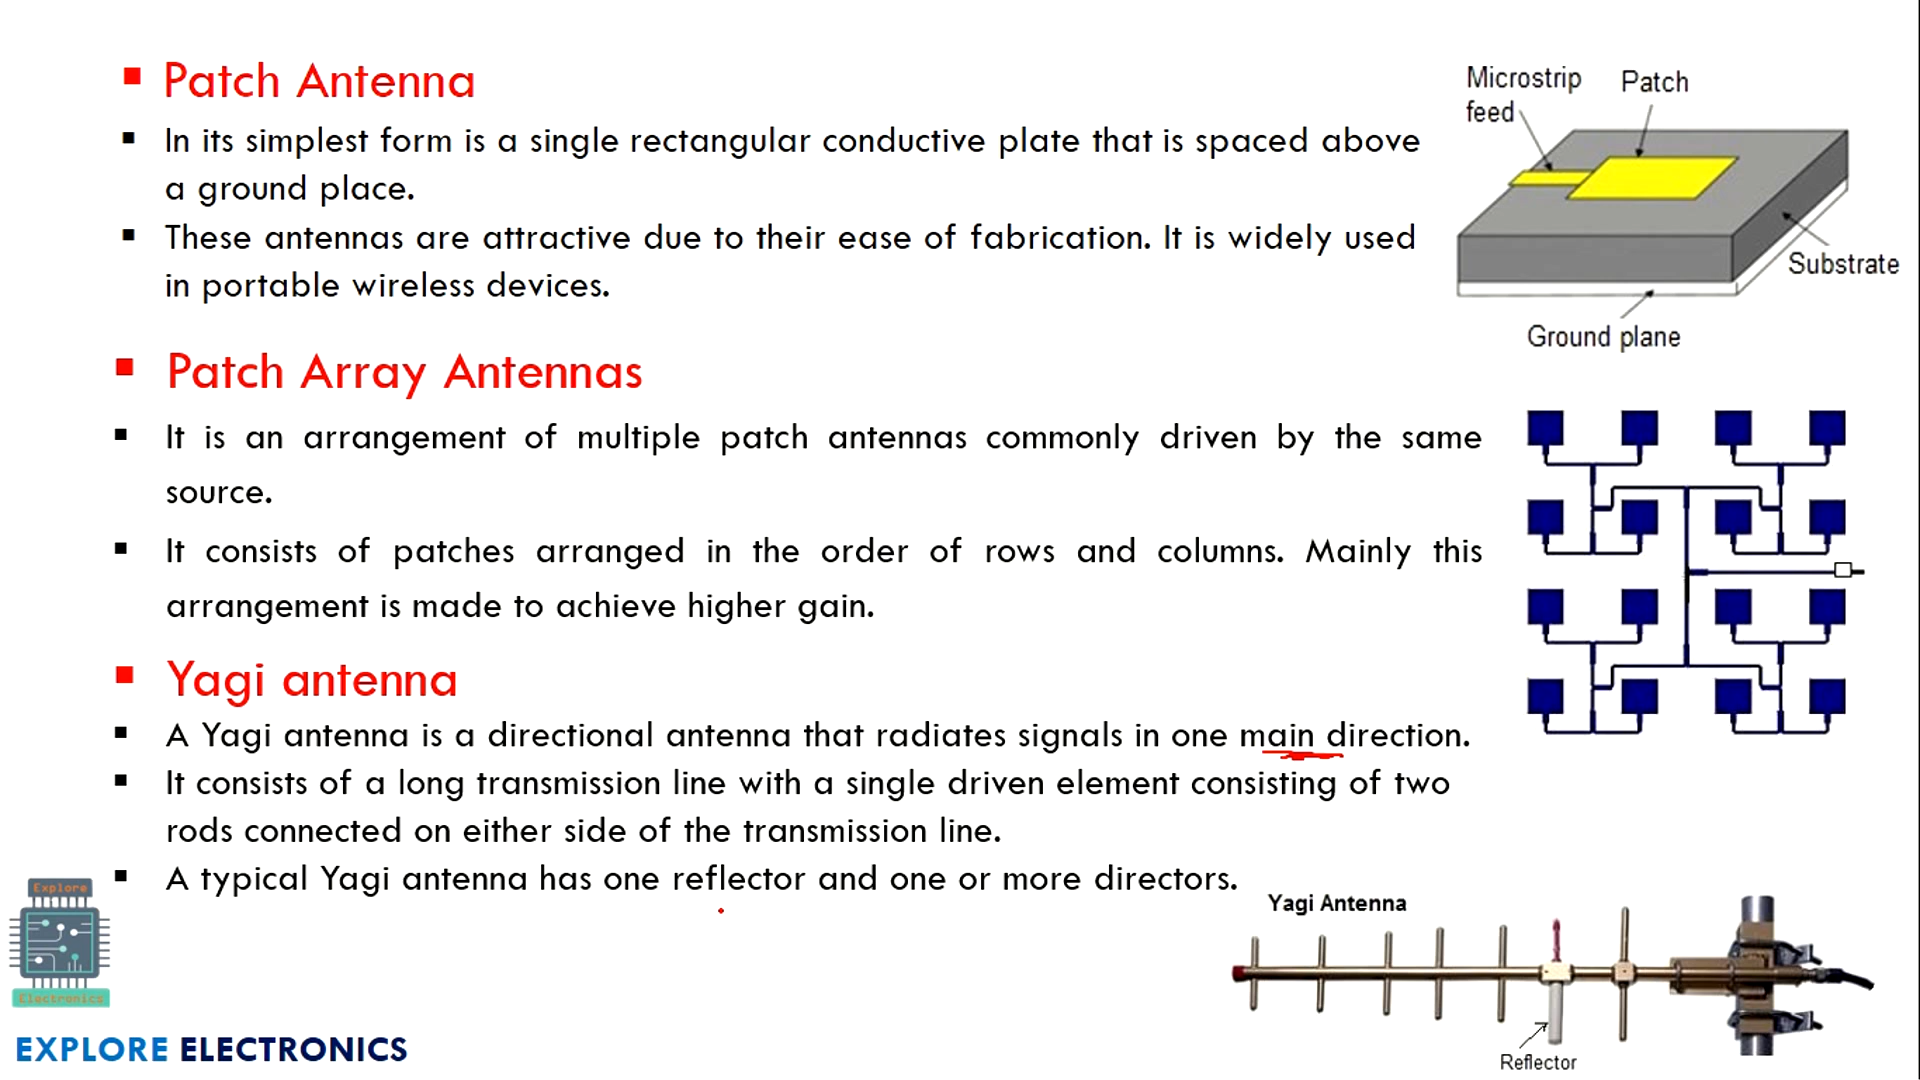 Patch Antenna
In its simplest form is a single rectangular conductive plate that is spaced above
a ground place.
These antennas are attractive due to their ease of fabrication. It is widely used
in portable wireless devices.
Microstrip
feed
Patch
Substrate
Ground plane
Patch Array Antennas
It is an arrangement of multiple patch antennas commonly driven by the same
source.
It consists of patches arranged in the order of rows and columns. Mainly this
arrangement is made to achieve higher gain.
Yagi antenna
A Yagi antenna is a directional antenna that radiates signals in one main direction.
It consists of a long transmission line with a single driven element consisting of two
rods connected on either side of the transmission line.
A typical Yagi antenna has one reflector and one or more directors.
Yagi Antenna
Reflector
Explore
Electronics
EXPLORE ELECTRONICS